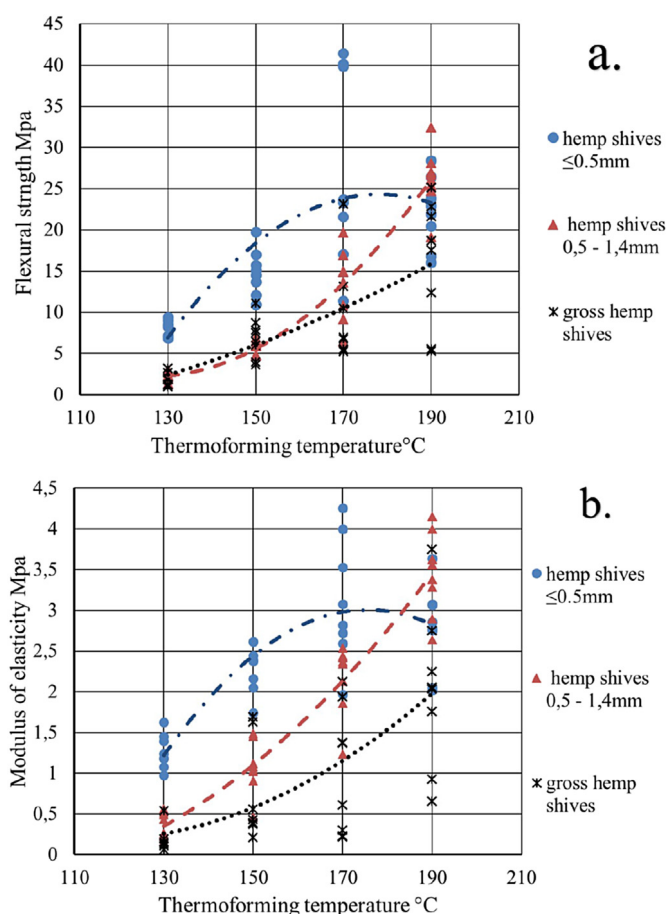 a.
45
40
35
30
25
20
15
10
5
0
Flexural strngth Mpa
110 130 150 170 190 210
Thermoforming temperature°C
hemp shives
≤0.5mm
hemp shives
0,5 - 1,4mm
gross hemp
shives
b.
4,5
4
3,5
3
2,5
2
1,5
1
0,5
0
Modulus of clasticity Mpa
110 130 150 170 190 210
Thermoforming temperature °C
hemp shives
≤0.5mm
hemp shives
0,5 - 1,4mm
gross hemp
shives